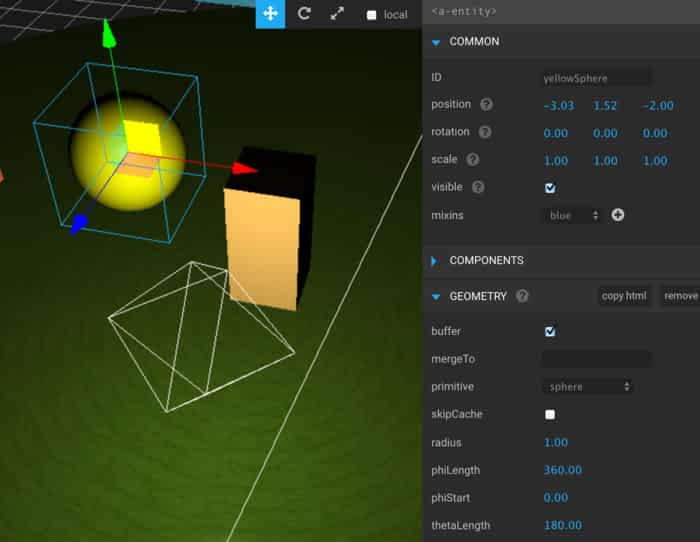 local
<a-entity>
COMMON
ID yellowSphere
position ? −3.03 1.52 −2.00
rotation ? 0.00 0.00 0.00
scale ? 1.00 1.00 1.00
visible ?
mixins blue
COMPONENTS
GEOMETRY ? copy html remove
buffer
mergeTo
primitive sphere
skipCache
radius 1.00
phiLength 360.00
phiStart 0.00
thetaLength 180.00